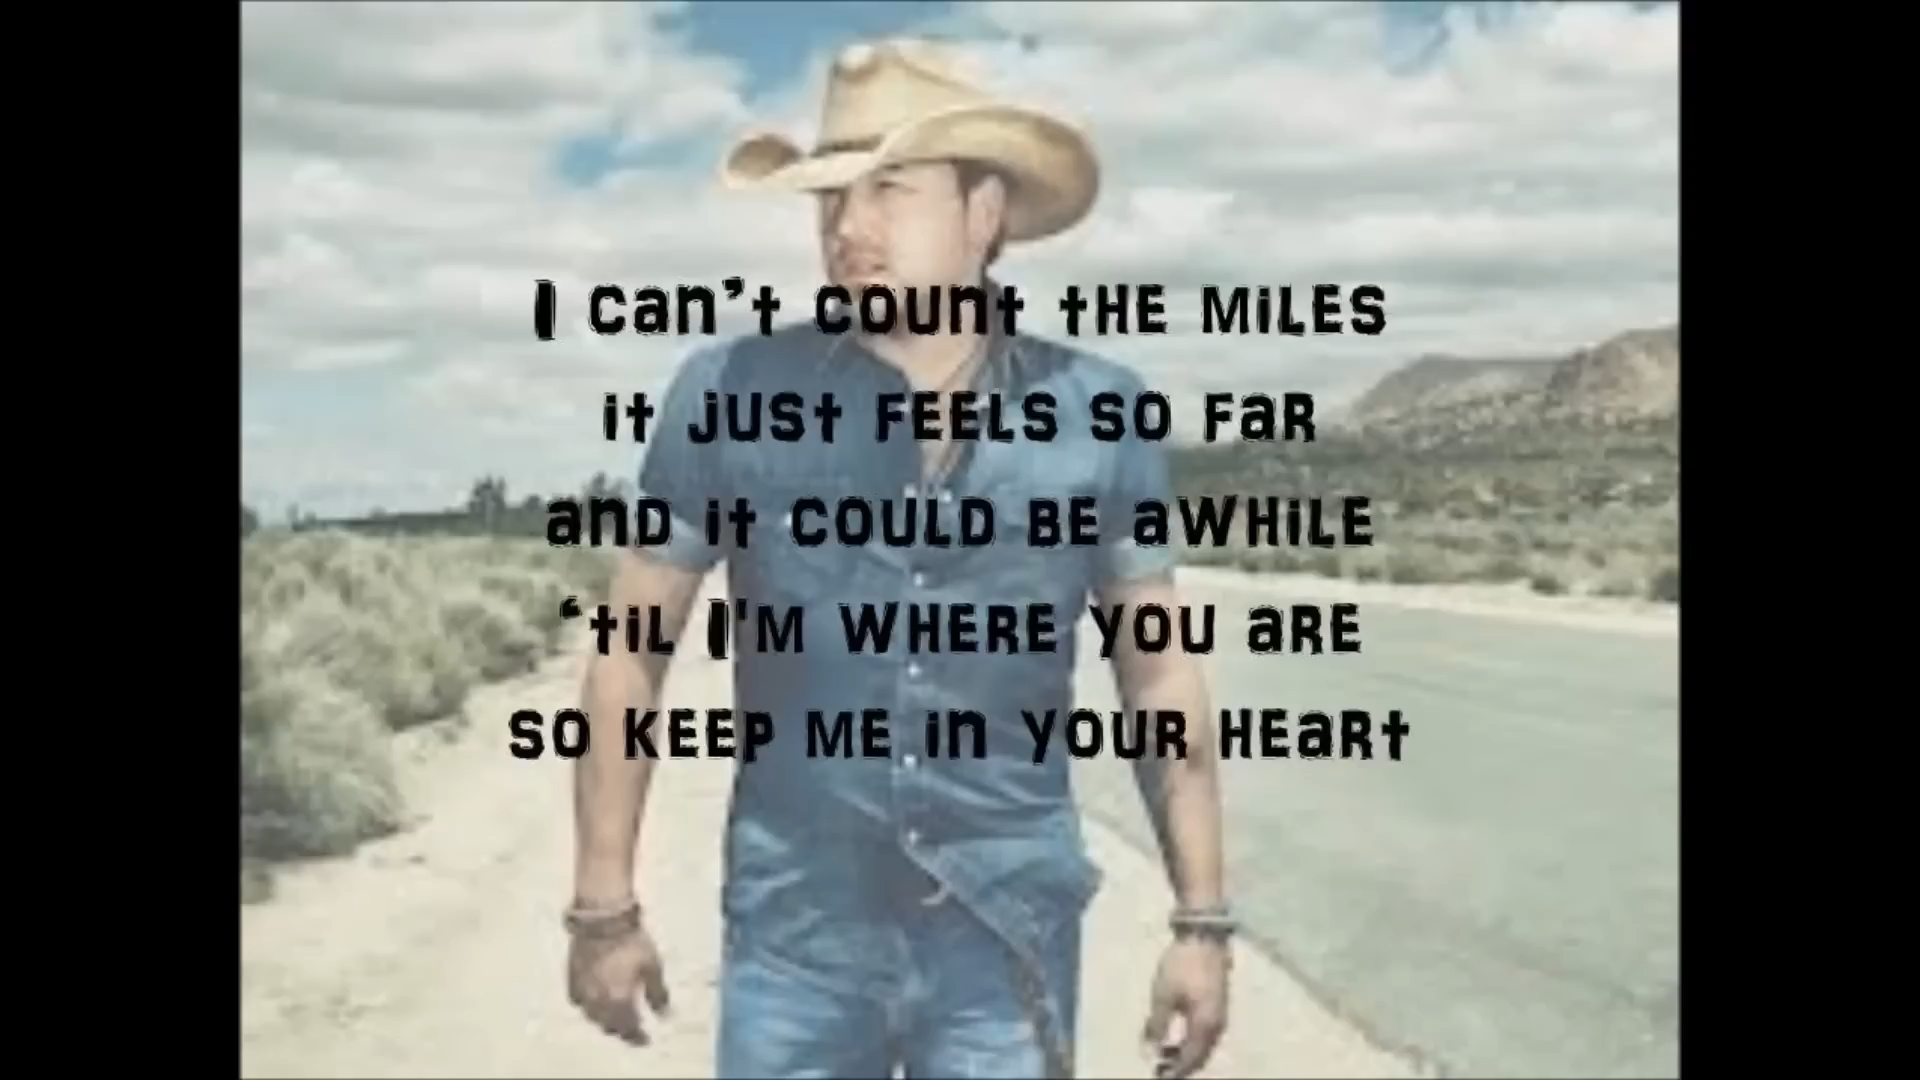 I can't count the miles
it just feels so far
and it could be awhile
'til I'm where you are
so keep me in your heart